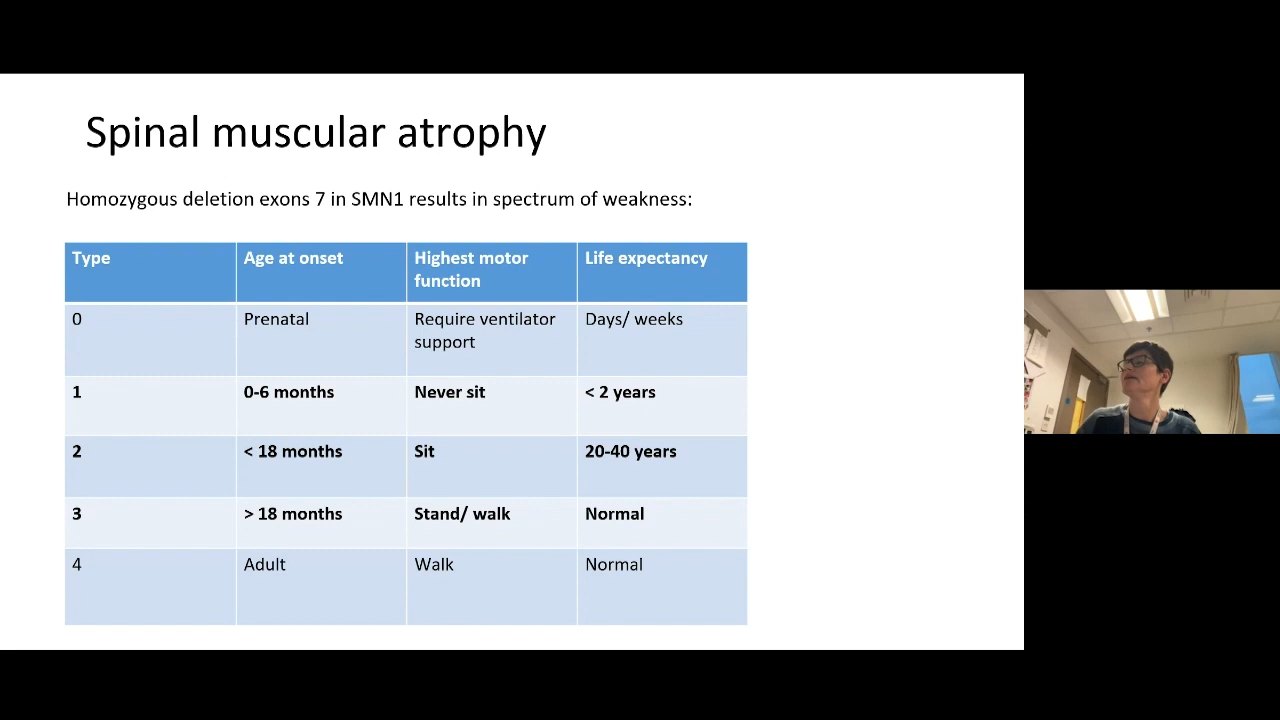 Spinal muscular atrophy
Homozygous deletion exons 7 in SMN1 results in spectrum of weakness:
Type Age at onset Highest motor function Life expectancy
0 Prenatal Require ventilator support Days/ weeks
1 0-6 months Never sit < 2 years
2 < 18 months Sit 20-40 years
3 > 18 months Stand/ walk Normal
4 Adult Walk Normal